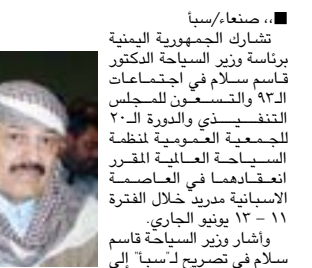 ■،، صنعاء/سبأ
تشارك الجمهورية اليمنية
برئاسة وزير السياحة الدكتور
قاسم سلام في اجتماعات
الـ٩٣ والتسعون للمجلس
التنفيذي والدورة الـ٢٠
للجمعية العمومية لمنظمة
السياحة العالمية المقرر
انعقادهما في العاصمة
الاسبانية مدريد خلال الفترة
١١ – ١٣ يونيو الجاري.
وأشار وزير السياحة قاسم
سلام في تصريح لـ"سبأ" إلى